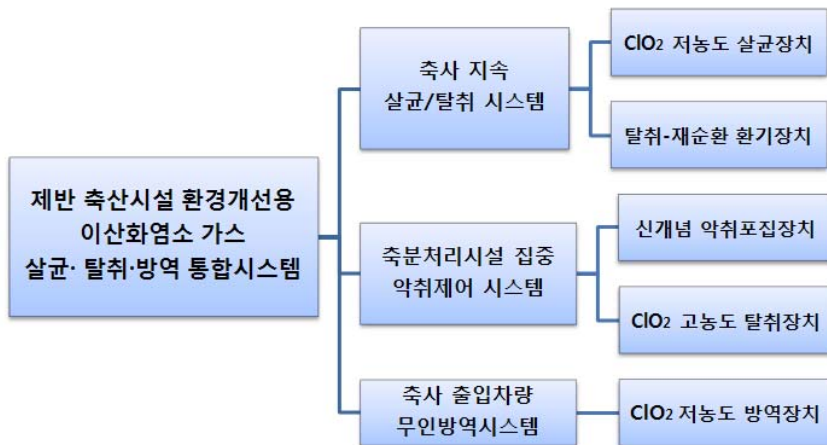 제반 축산시설 환경개선용
이산화염소 가스
살균· 탈취·방역 통합시스템
축사 지속
살균/탈취 시스템
ClO2 저농도 살균장치
탈취-재순환 환기장치
축분처리시설 집중
악취제어 시스템
신개념 악취포집장치
ClO2 고농도 탈취장치
축사 출입차량
무인방역시스템
ClO2 저농도 방역장치